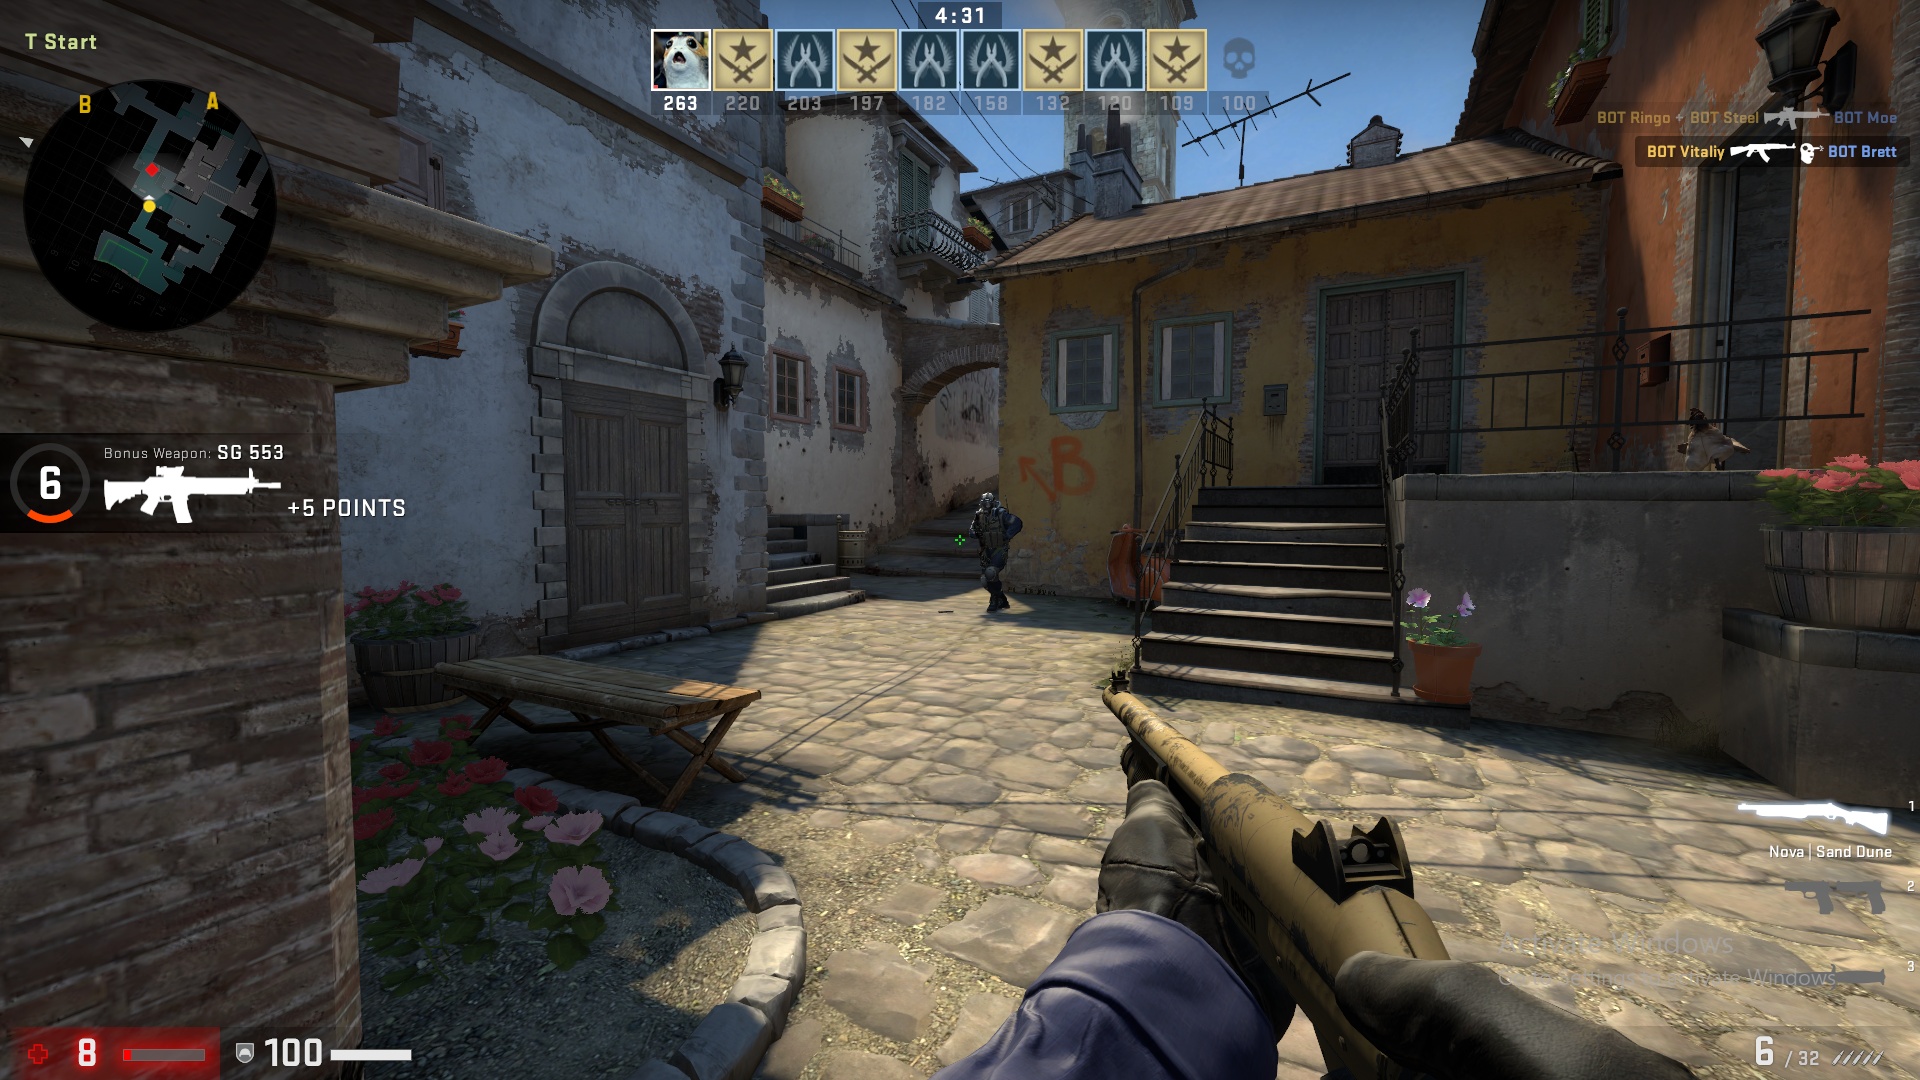 4:31
T Start
B
A
263 220 203 197 182 158 132 120 109 100
BOT Ringo + BOT Steel BOT Moe
BOT Vitaliy BOT Brett
6
Bonus Weapon: SG 553
+5 POINTS
B
1
Nova | Sand Dune
2
Activate Windows
3
8
100
6 / 32